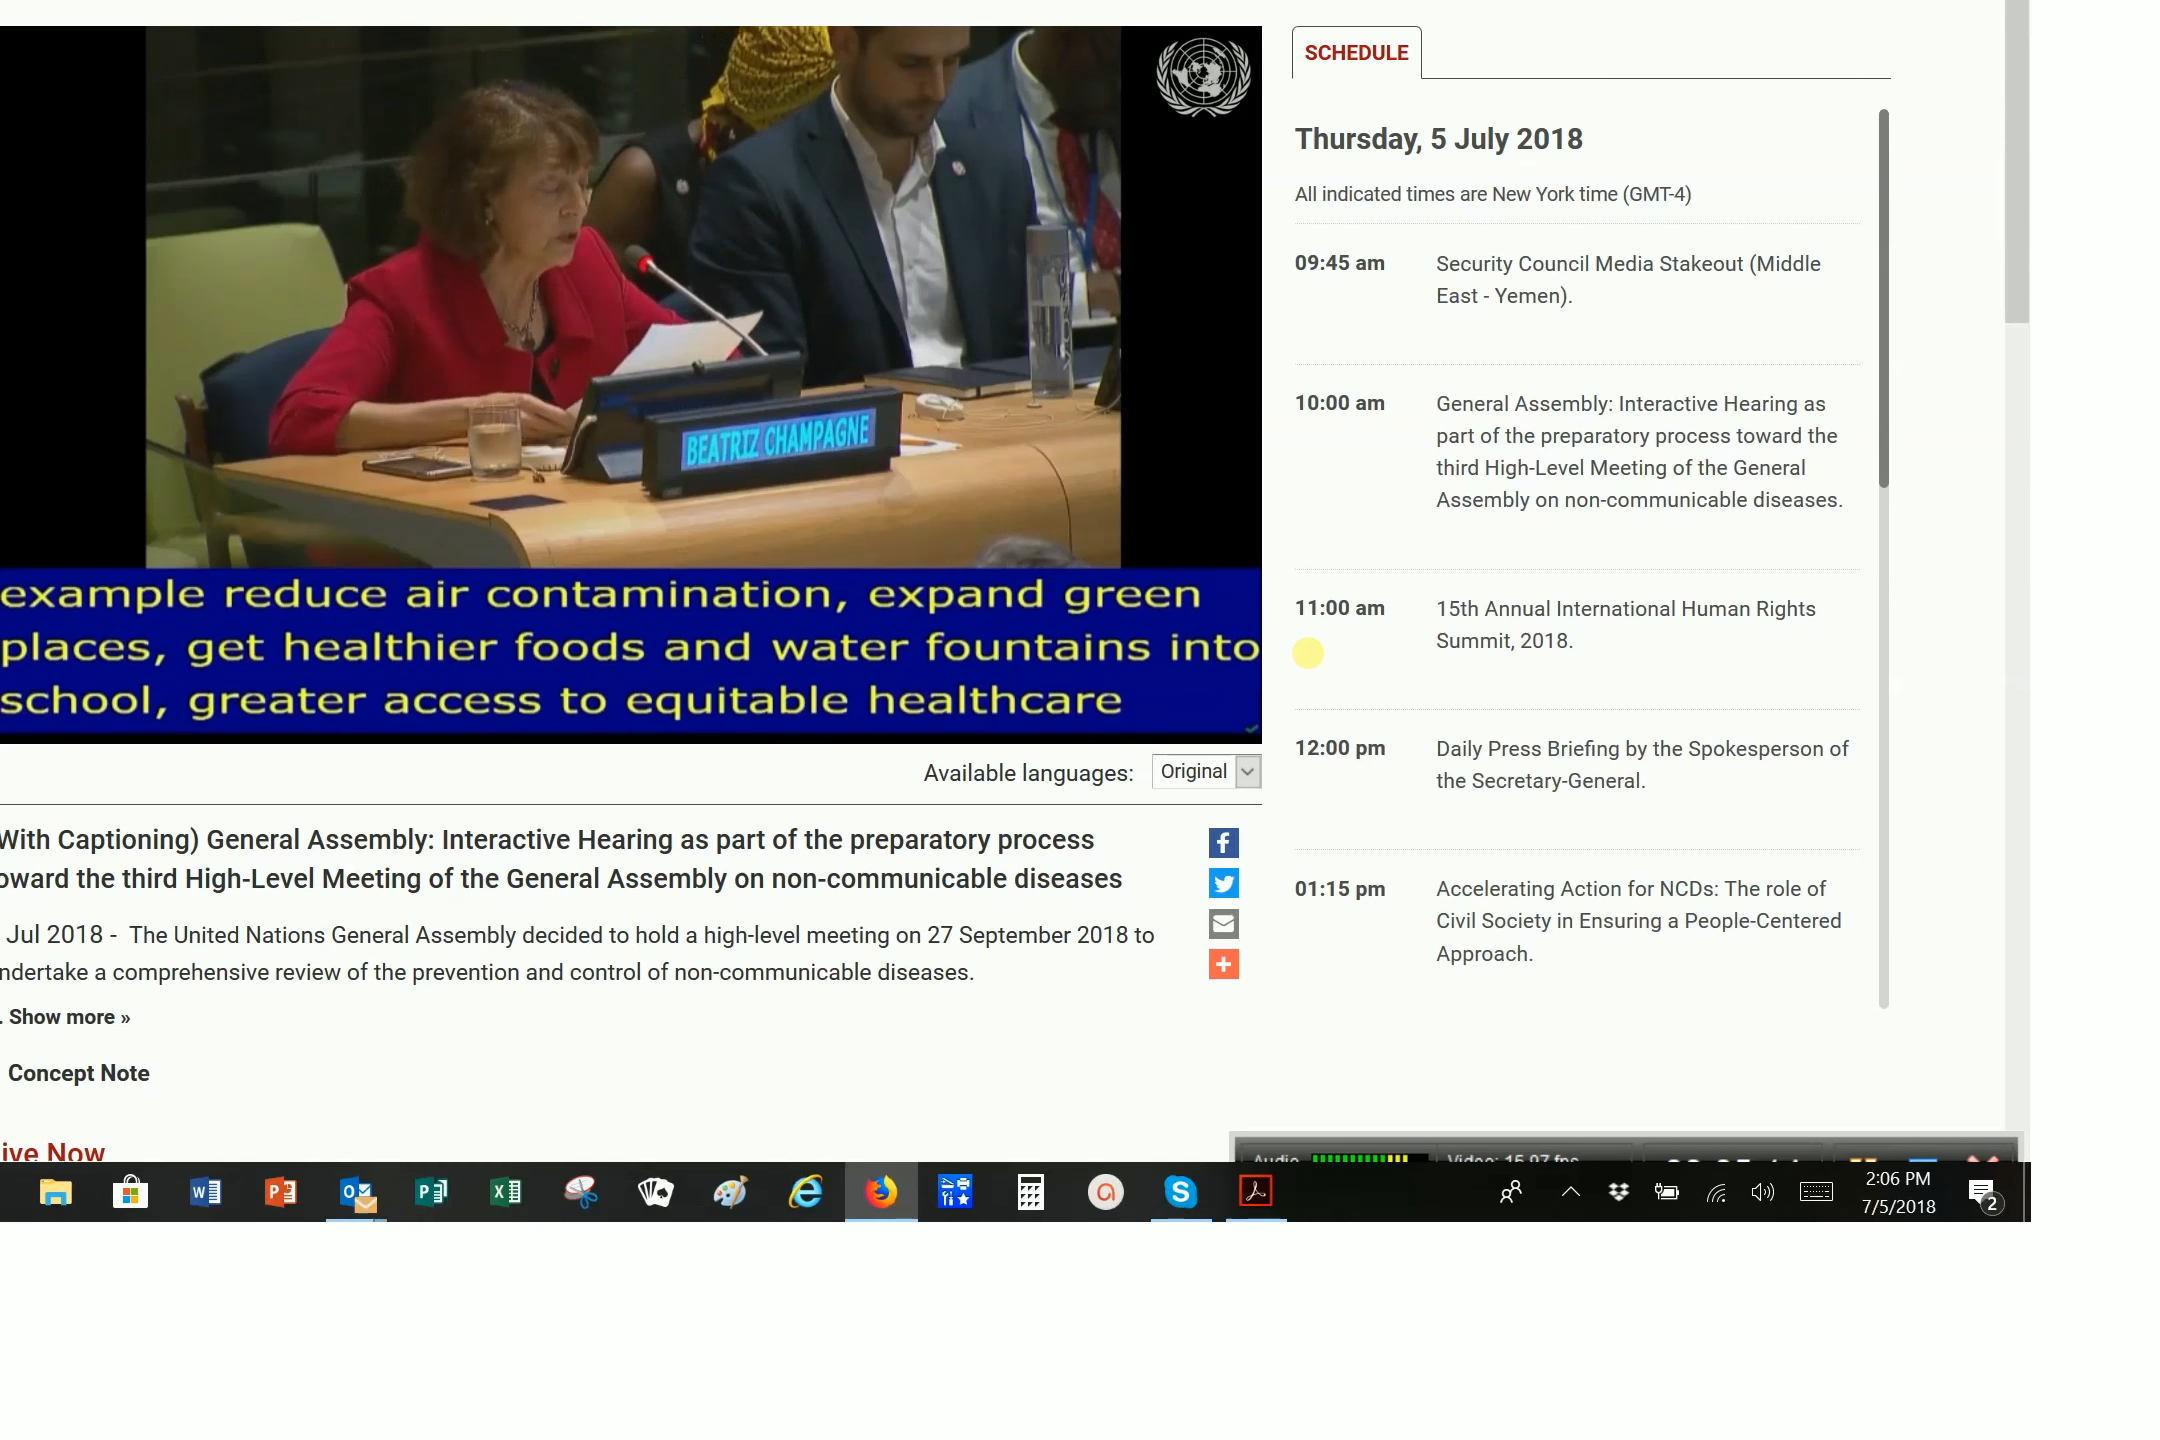 BEATRIZ CHAMPAGNE
example reduce air contamination, expand green
places, get healthier foods and water fountains into
school, greater access to equitable healthcare
Available languages: Original
With Captioning) General Assembly: Interactive Hearing as part of the preparatory process
oward the third High-Level Meeting of the General Assembly on non-communicable diseases
Jul 2018 - The United Nations General Assembly decided to hold a high-level meeting on 27 September 2018 to
ndertake a comprehensive review of the prevention and control of non-communicable diseases.
. Show more »
Concept Note
ive Now
SCHEDULE
Thursday, 5 July 2018
All indicated times are New York time (GMT-4)
09:45 am Security Council Media Stakeout (Middle
East - Yemen).
10:00 am General Assembly: Interactive Hearing as
part of the preparatory process toward the
third High-Level Meeting of the General
Assembly on non-communicable diseases.
11:00 am 15th Annual International Human Rights
Summit, 2018.
12:00 pm Daily Press Briefing by the Spokesperson of
the Secretary-General.
01:15 pm Accelerating Action for NCDs: The role of
Civil Society in Ensuring a People-Centered
Approach.
Audio Video: 15.97 fps
2:06 PM
7/5/2018
2